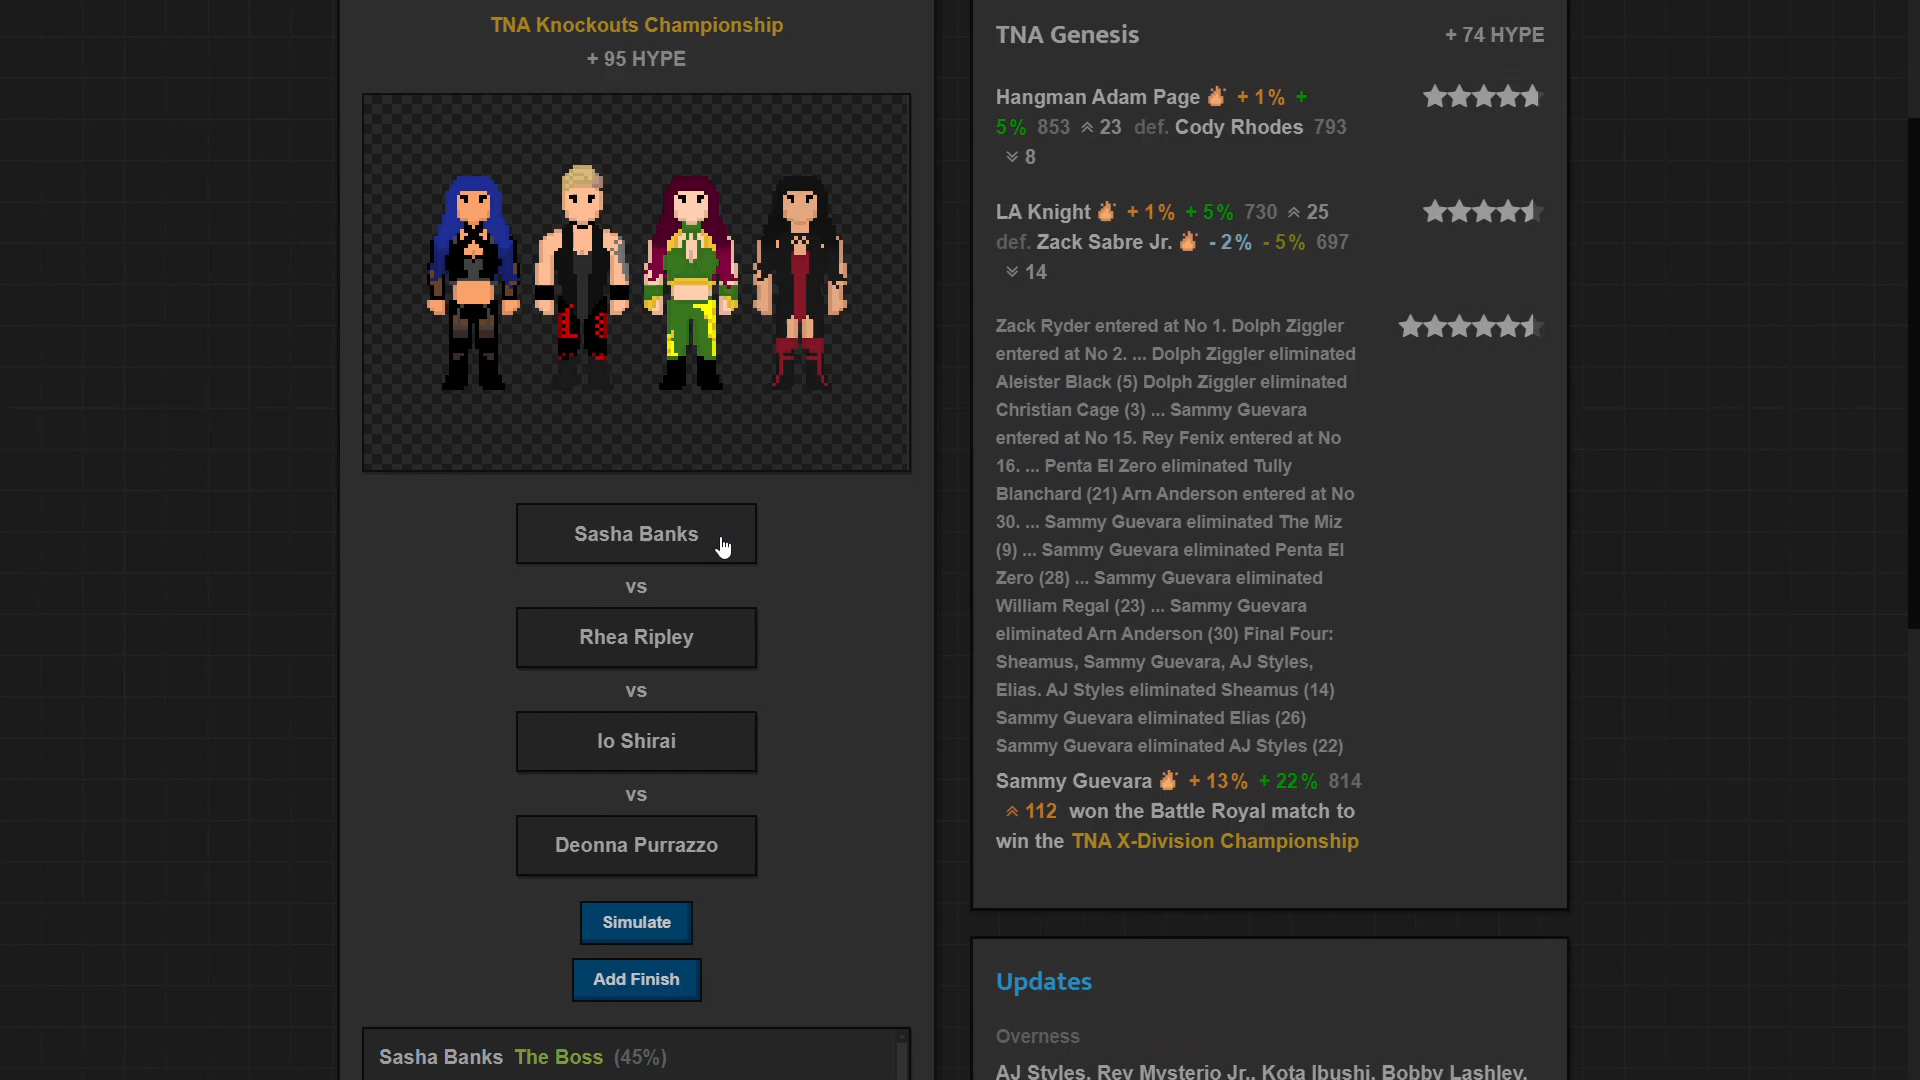 TNA Knockouts Championship
+ 95 HYPE
Sasha Banks
vs
Rhea Ripley
vs
Io Shirai
vs
Deonna Purrazzo
Simulate
Add Finish
Sasha Banks The Boss (45%)
TNA Genesis + 74 HYPE
Hangman Adam Page + 1% +
5% 853 23 def. Cody Rhodes 793
8
LA Knight + 1% + 5% 730 25
def. Zack Sabre Jr. - 2% - 5% 697
14
Zack Ryder entered at No 1. Dolph Ziggler
entered at No 2. ... Dolph Ziggler eliminated
Aleister Black (5) Dolph Ziggler eliminated
Christian Cage (3) ... Sammy Guevara
entered at No 15. Rey Fenix entered at No
16. ... Penta El Zero eliminated Tully
Blanchard (21) Arn Anderson entered at No
30. ... Sammy Guevara eliminated The Miz
(9) ... Sammy Guevara eliminated Penta El
Zero (28) ... Sammy Guevara eliminated
William Regal (23) ... Sammy Guevara
eliminated Arn Anderson (30) Final Four:
Sheamus, Sammy Guevara, AJ Styles,
Elias. AJ Styles eliminated Sheamus (14)
Sammy Guevara eliminated Elias (26)
Sammy Guevara eliminated AJ Styles (22)
Sammy Guevara + 13% + 22% 814
112 won the Battle Royal match to
win the TNA X-Division Championship
Updates
Overness
AJ Styles, Rey Mysterio Jr., Kota Ibushi, Bobby Lashley,